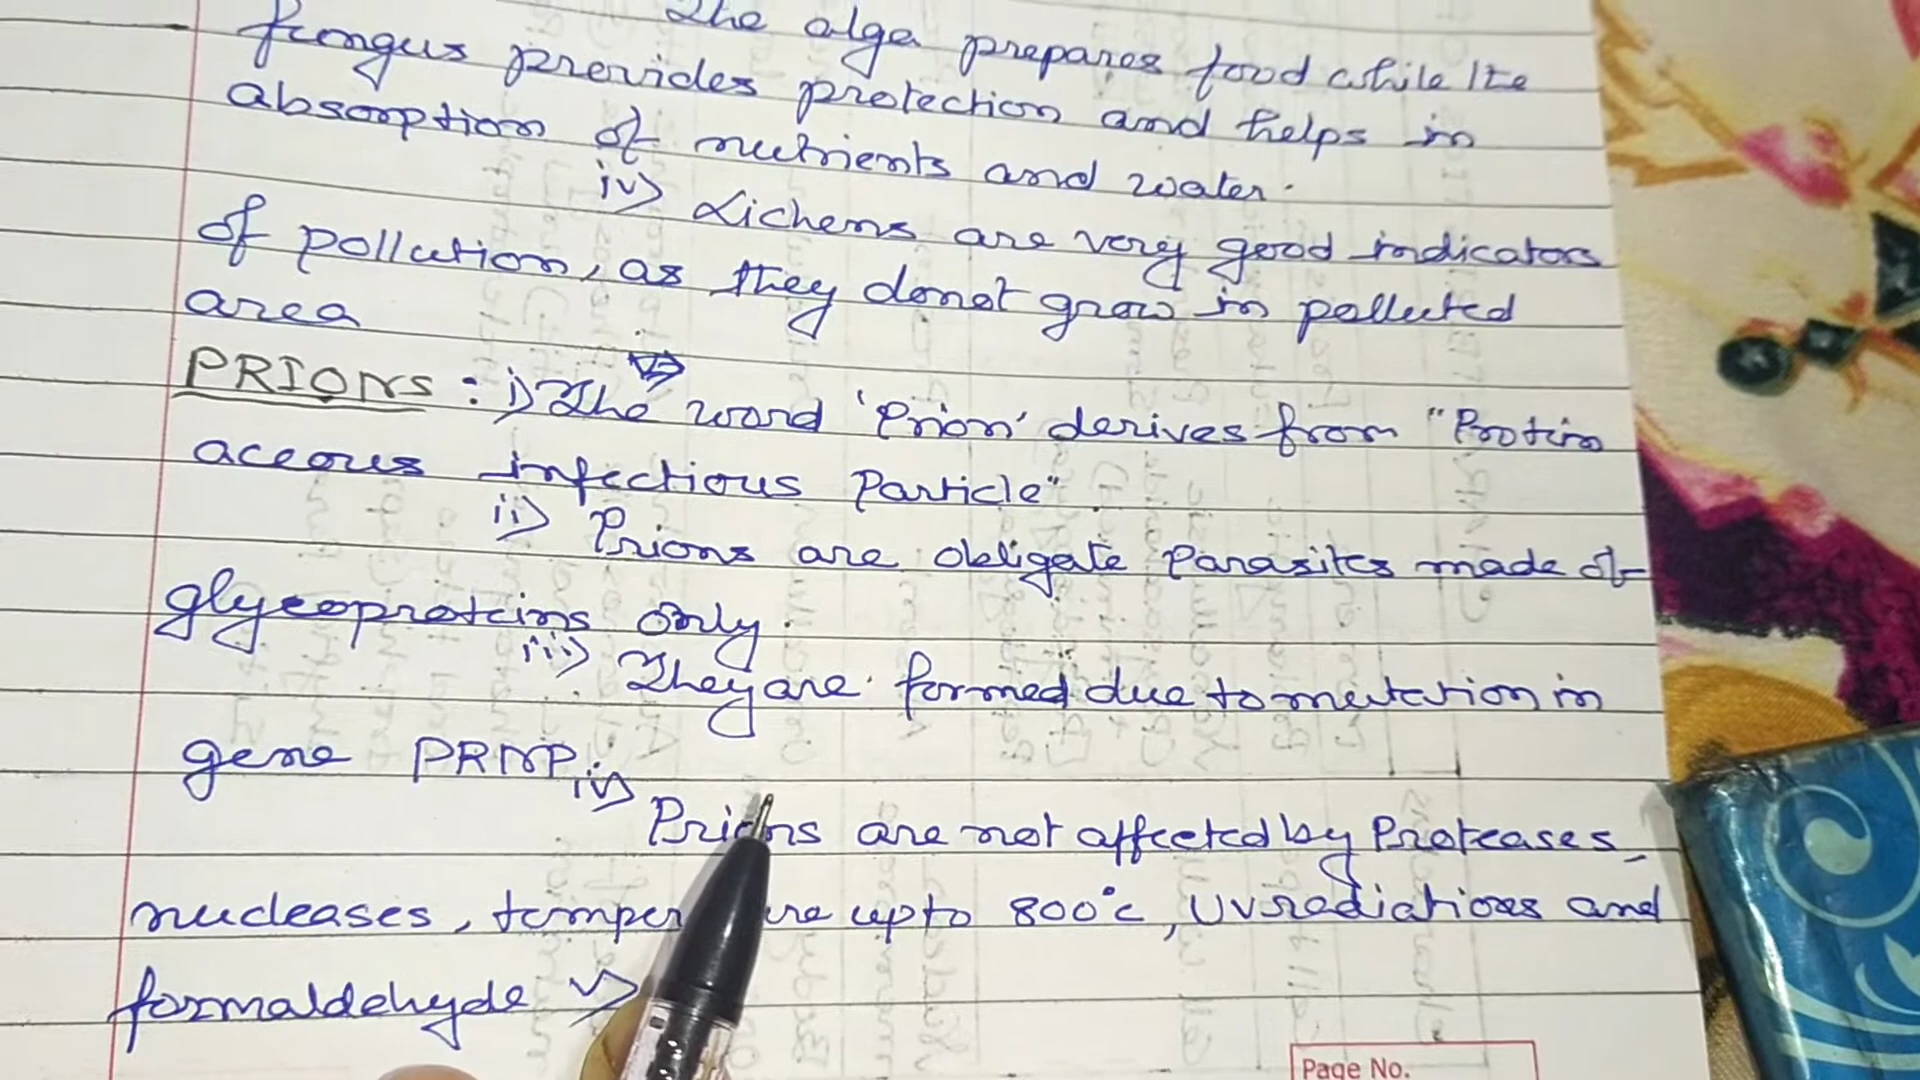 The alga prepares food while the
fungus provides protection and helps in
absorption of nutrients and water.
iv) Lichens are very good indicators
of pollution, as they donot grow in polluted
area
PRIONS : i) The word 'Prion' derives from "Protein
aceous infectious Particle"
ii) Prions are obligate Parasites made of
glycoproteins only.
iii) They are formed due to mutation in
gene PRNP
iv) Prions are not affected by Proteases,
nucleases, temper ure upto 800°c, UV radiations and
formaldehyde v)
Page No.